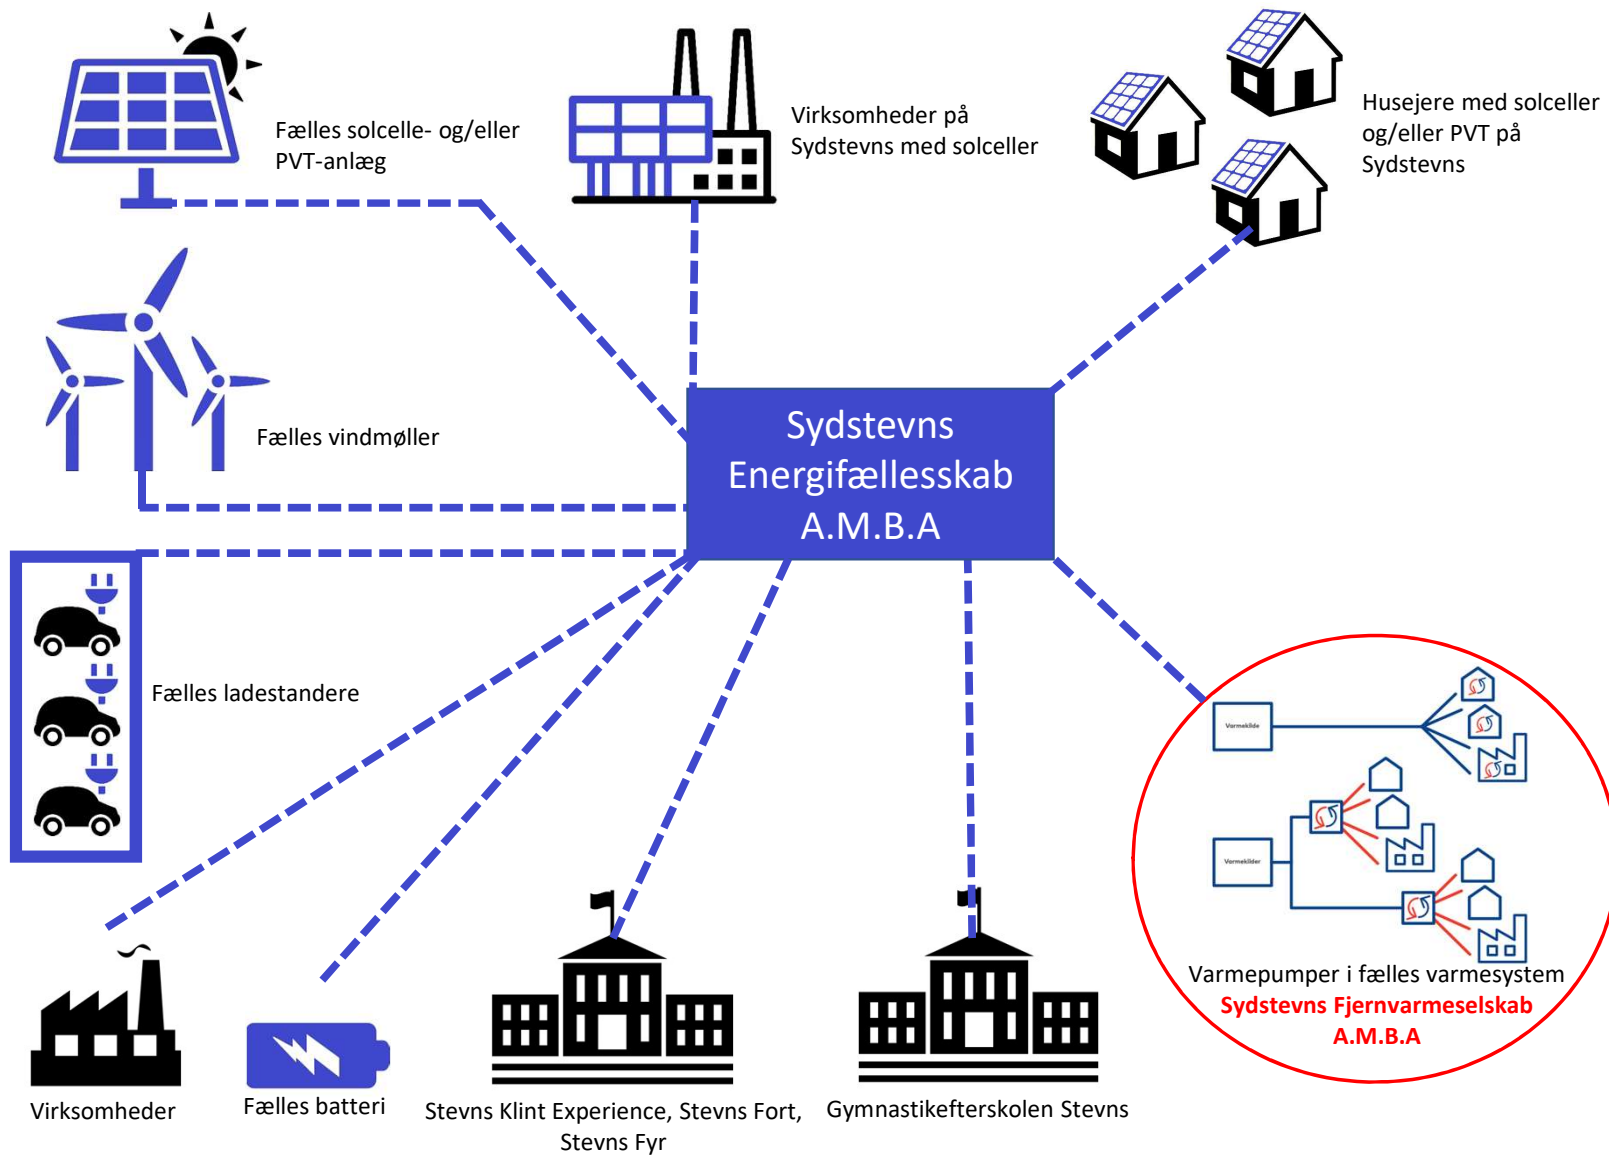 Fælles solcelle- og/eller
PVT-anlæg
Virksomheder på
Sydstevns med solceller
Husejere med solceller
og/eller PVT på
Sydstevns
Fælles vindmøller
Sydstevns
Energifællesskab
A.M.B.A
Fælles ladestandere
Varmekilde
Varmekilder
Varmepumper i fælles varmesystem
Sydstevns Fjernvarmeselskab
A.M.B.A
Virksomheder
Fælles batteri
Stevns Klint Experience, Stevns Fort,
Stevns Fyr
Gymnastikefterskolen Stevns